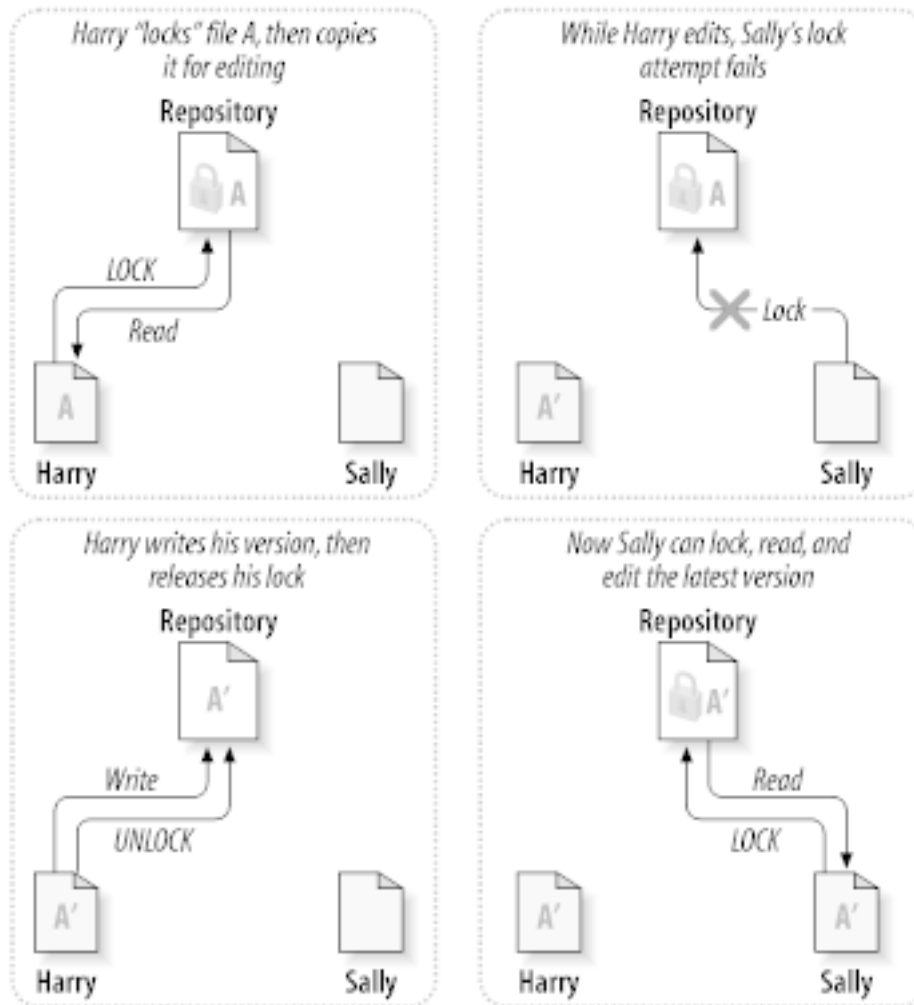 Harry “locks” file A, then copies
it for editing
Repository
A
LOCK
Read
A
Harry
Sally
While Harry edits, Sally’s lock
attempt fails
Repository
A
Lock
A′
Harry
Sally
Harry writes his version, then
releases his lock
Repository
A′
Write
UNLOCK
A′
Harry
Sally
Now Sally can lock, read, and
edit the latest version
Repository
A′
Read
LOCK
A′
A′
Harry
Sally